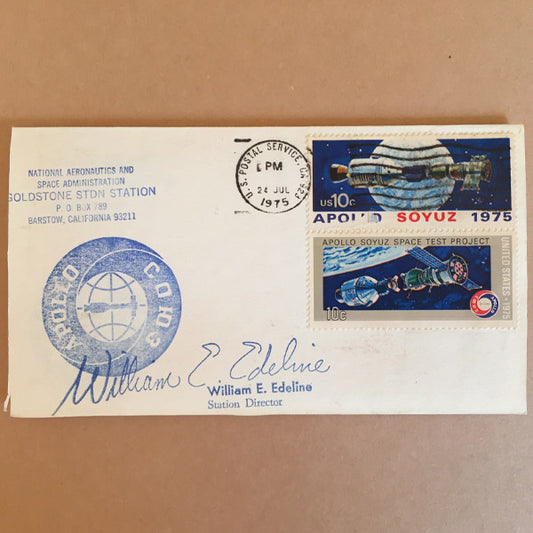 NATIONAL AERONAUTICS AND
SPACE ADMINISTRATION
GOLDSTONE STDN STATION
P. O. BOX 789
BARSTOW, CALIFORNIA 93211
U. S. POSTAL SERVICE, CA
PM
24 JUL
1975
US 10c
APOLLO SOYUZ 1975
APOLLO SOYUZ SPACE TEST PROJECT
UNITED STATES · 1975
10c
APOLLO
William E Edeline
William E. Edeline
Station Director